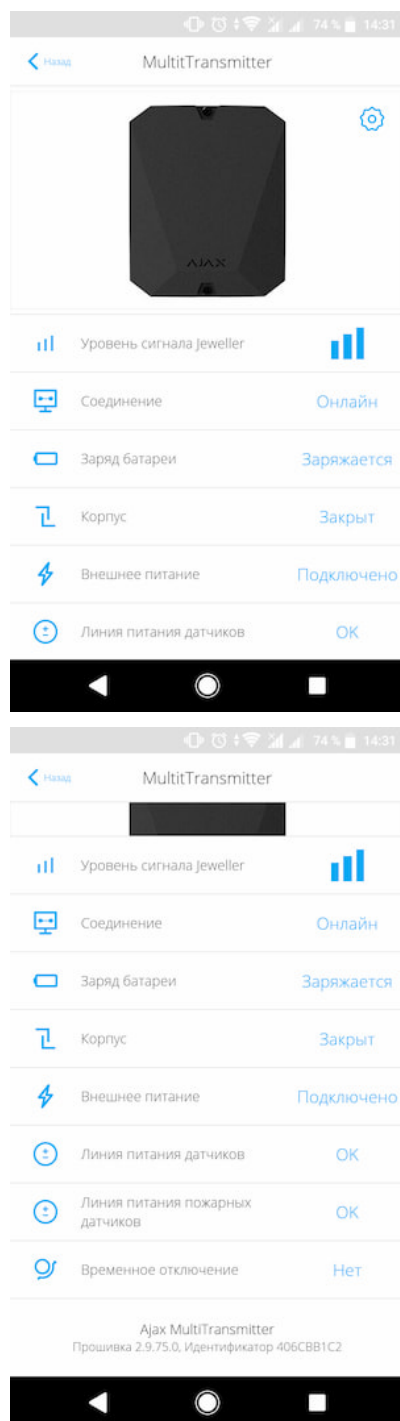 74 % 14:31
Назад MultitTransmitter
AJAX
Уровень сигнала Jeweller
Соединение Онлайн
Заряд батареи Заряжается
Корпус Закрыт
Внешнее питание Подключено
Линия питания датчиков OK
74 % 14:31
Назад MultitTransmitter
Уровень сигнала Jeweller
Соединение Онлайн
Заряд батареи Заряжается
Корпус Закрыт
Внешнее питание Подключено
Линия питания датчиков OK
Линия питания пожарных
датчиков OK
Временное отключение Нет
Ajax MultiTransmitter
Прошивка 2.9.75.0, Идентификатор 406CBB1C2